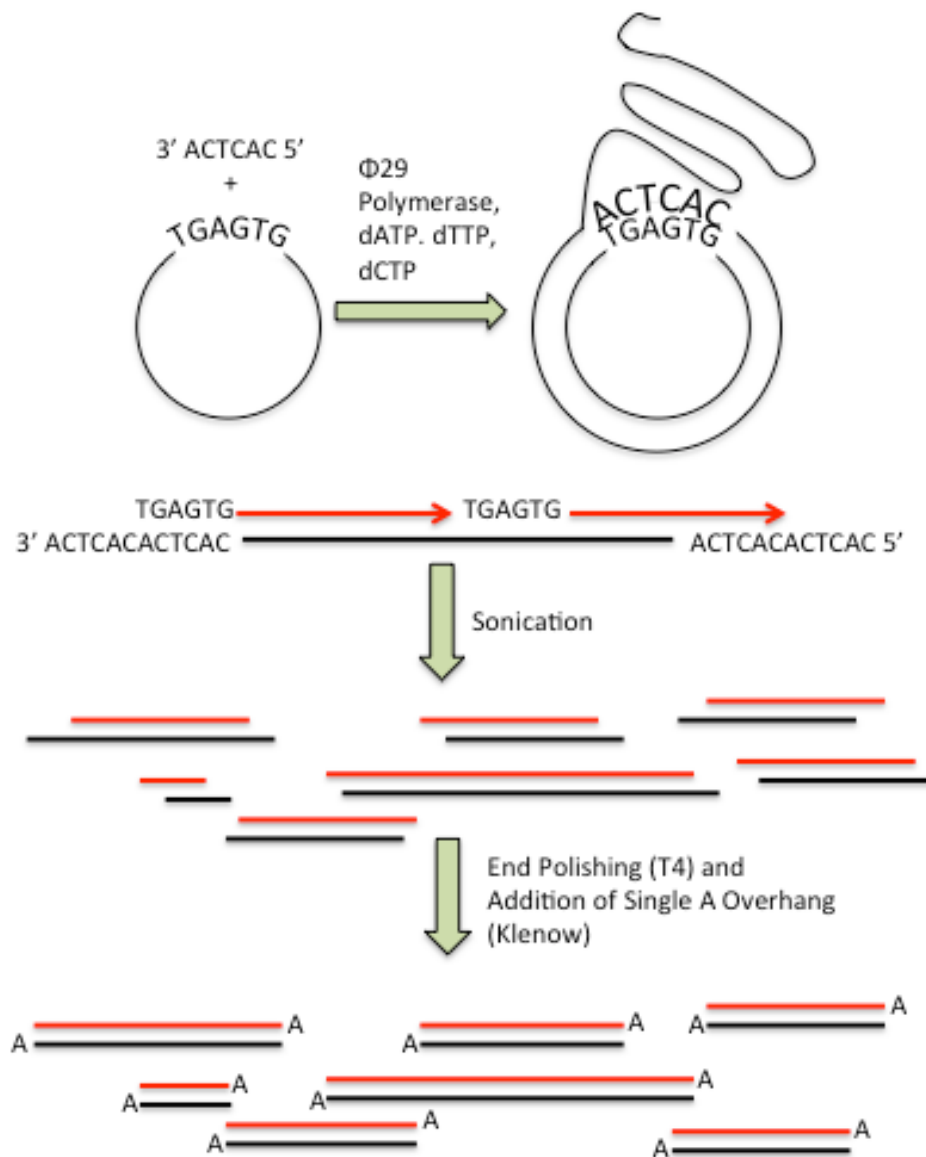 3’ ACTCAC 5’
+
TGAGTG
Φ29
Polymerase,
dATP. dTTP,
dCTP
ACTCAC
TGAGTG
TGAGTG
TGAGTG
3’ ACTCACACTCAC
ACTCACACTCAC 5’
Sonication
End Polishing (T4) and
Addition of Single A Overhang
(Klenow)
A
A
A
A
A
A
A
A
A
A
A
A
A
A